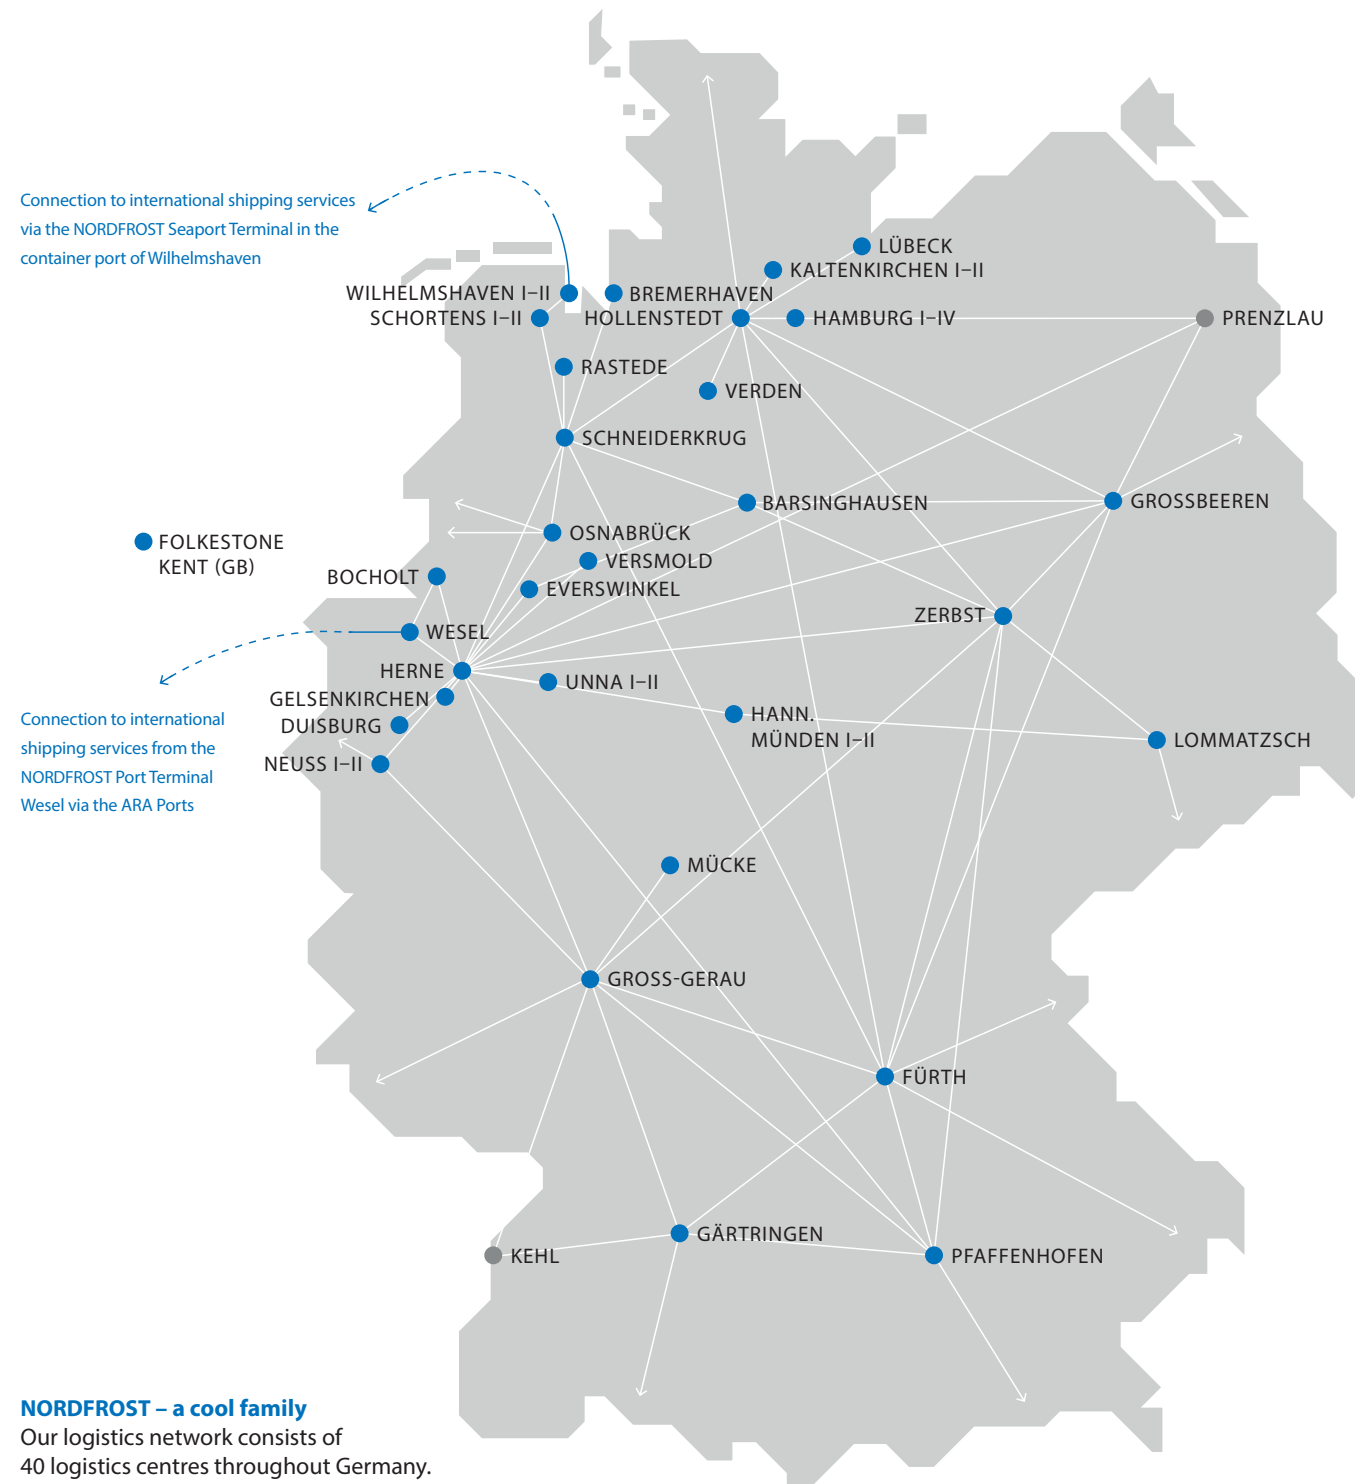 Connection to international shipping services
via the NORDFROST Seaport Terminal in the
container port of Wilhelmshaven
LÜBECK
KALTENKIRCHEN I–II
WILHELMSHAVEN I–II
BREMERHAVEN
SCHORTENS I–II
HOLLENSTEDT
HAMBURG I–IV
PRENZLAU
RASTEDE
VERDEN
SCHNEIDERKRUG
BARSINGHAUSEN
GROSSBEEREN
OSNABRÜCK
FOLKESTONE
KENT (GB)
VERSMOLD
BOCHOLT
EVERSWINKEL
ZERBST
WESEL
HERNE
UNNA I–II
GELSENKIRCHEN
DUISBURG
HANN.
MÜNDEN I–II
LOMMATZSCH
NEUSS I–II
Connection to international
shipping services from the
NORDFROST Port Terminal
Wesel via the ARA Ports
MÜCKE
GROSS-GERAU
FÜRTH
GÄRTRINGEN
KEHL
PFAFFENHOFEN
NORDFROST – a cool family
Our logistics network consists of
40 logistics centres throughout Germany.